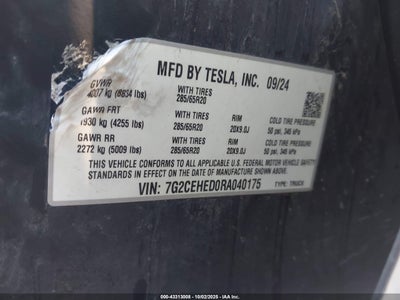 MFD BY TESLA, INC. 09/24
GVWR
4007 kg (8834 lbs)
WITH TIRES
285/65R20
GAWR FRT
1930 kg (4255 lbs)
WITH TIRES
285/65R20
RIM
20X9.0J
COLD TIRE PRESSURE
50 psi, 345 kPa
GAWR RR
2272 kg (5009 lbs)
WITH TIRES
285/65R20
RIM
20X9.0J
COLD TIRE PRESSURE
50 psi, 345 kPa
THIS VEHICLE CONFORMS TO ALL APPLICABLE U.S. FEDERAL MOTOR VEHICLE
SAFETY STANDARDS IN EFFECT ON THE DATE OF MANUFACTURE SHOWN ABOVE.
VIN: 7G2CEHED0RA040175
TYPE: TRUCK
© 43313008 - 10/02/2025 - IAA, Inc.